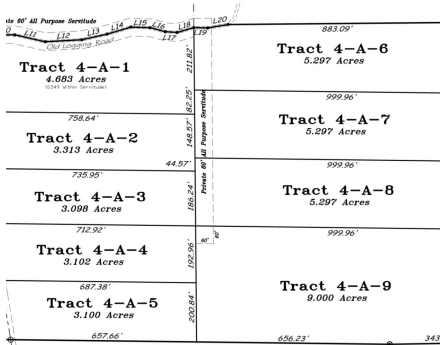 te 60' All Purpose Servitude
L11
L12
L13
L14
L15
L16
L17
L18
L19
L20
Old Logging Road
883.09'
Tract 4-A-6
5.297 Acres
211.82'
Tract 4-A-1
4.683 Acres
(0.549 Within Servitude)
82.25'
999.96'
758.64'
Tract 4-A-2
3.313 Acres
148.57'
Private 60' All Purpose Servitude
Tract 4-A-7
5.297 Acres
44.57'
999.96'
735.95'
Tract 4-A-3
3.098 Acres
186.24'
Tract 4-A-8
5.297 Acres
712.92'
999.96'
60'
60'
Tract 4-A-4
3.102 Acres
192.96'
687.38'
Tract 4-A-5
3.100 Acres
200.84'
Tract 4-A-9
9.000 Acres
657.66'
656.23'
343